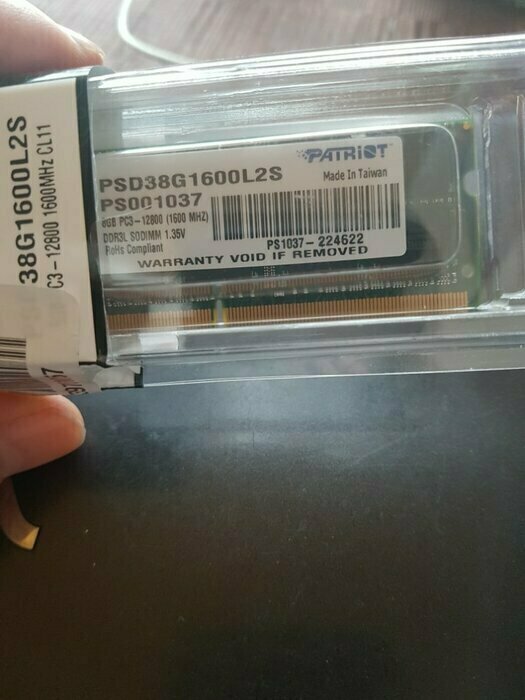 38G1600L2S
C3-12800 1600MHz CL11
PATRIOT
PSD38G1600L2S
Made In Taiwan
PS001037
8GB PC3-12800 (1600 MHZ)
DDR3L SODIMM 1.35V
RoHs Compliant
PS1037-224622
WARRANTY VOID IF REMOVED